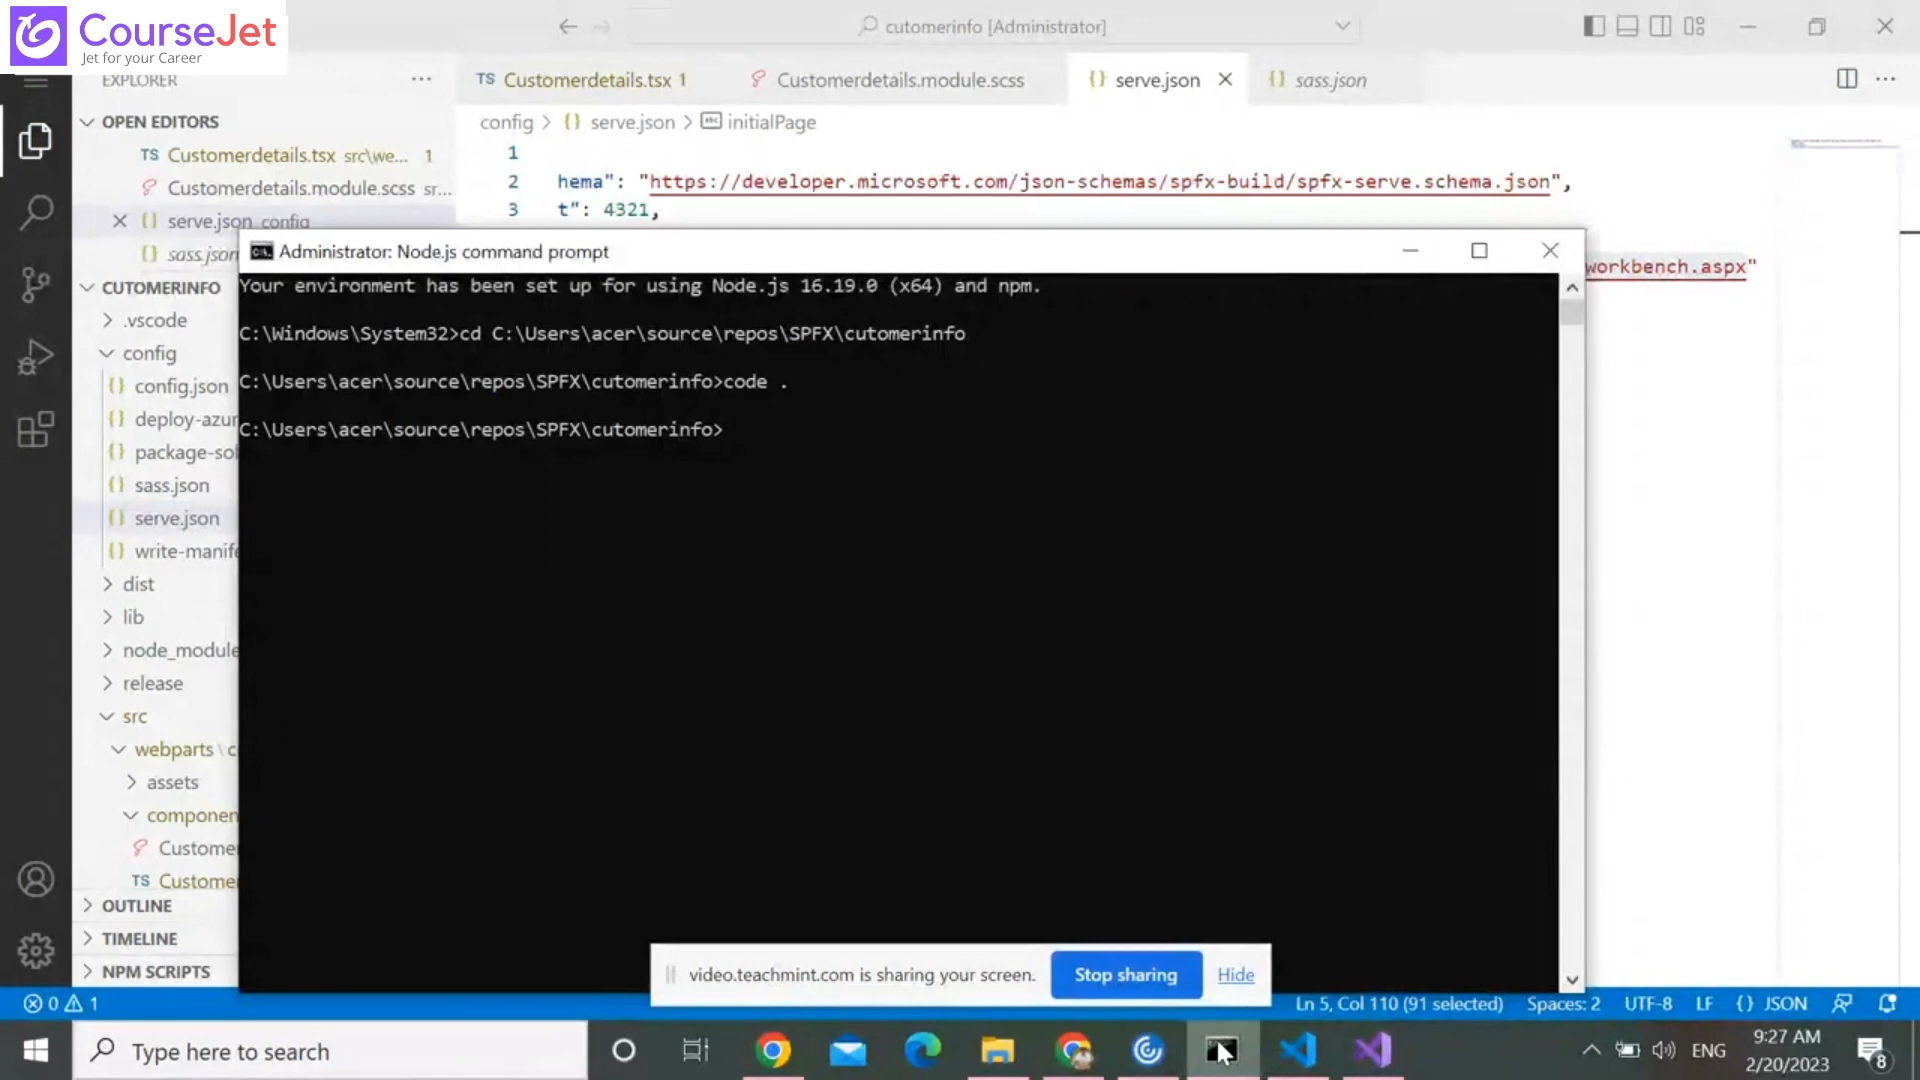 CourseJet
Jet for your Career
cutomerinfo [Administrator]
EXPLORER
TS Customerdetails.tsx 1
Customerdetails.module.scss
{} serve.json
{} sass.json
OPEN EDITORS
TS Customerdetails.tsx src\we... 1
Customerdetails.module.scss sr...
{} serve.json config
{} sass.json
config > {} serve.json > initialPage
1
2 hema": "https://developer.microsoft.com/json-schemas/spfx-build/spfx-serve.schema.json",
3 t": 4321,
workbench.aspx"
CUTOMERINFO
.vscode
config
{} config.json
{} deploy-azur
{} package-sol
{} sass.json
{} serve.json
{} write-manife
dist
lib
node_module
release
src
webparts \ c
assets
componen
Custome
TS Custome
OUTLINE
TIMELINE
NPM SCRIPTS
Administrator: Node.js command prompt
Your environment has been set up for using Node.js 16.19.0 (x64) and npm.
C:\Windows\System32>cd C:\Users\acer\source\repos\SPFX\cutomerinfo
C:\Users\acer\source\repos\SPFX\cutomerinfo>code .
C:\Users\acer\source\repos\SPFX\cutomerinfo>
video.teachmint.com is sharing your screen.
Stop sharing
Hide
0 1
Ln 5, Col 110 (91 selected)
Spaces: 2
UTF-8
LF
{} JSON
Type here to search
ENG
9:27 AM
2/20/2023
8